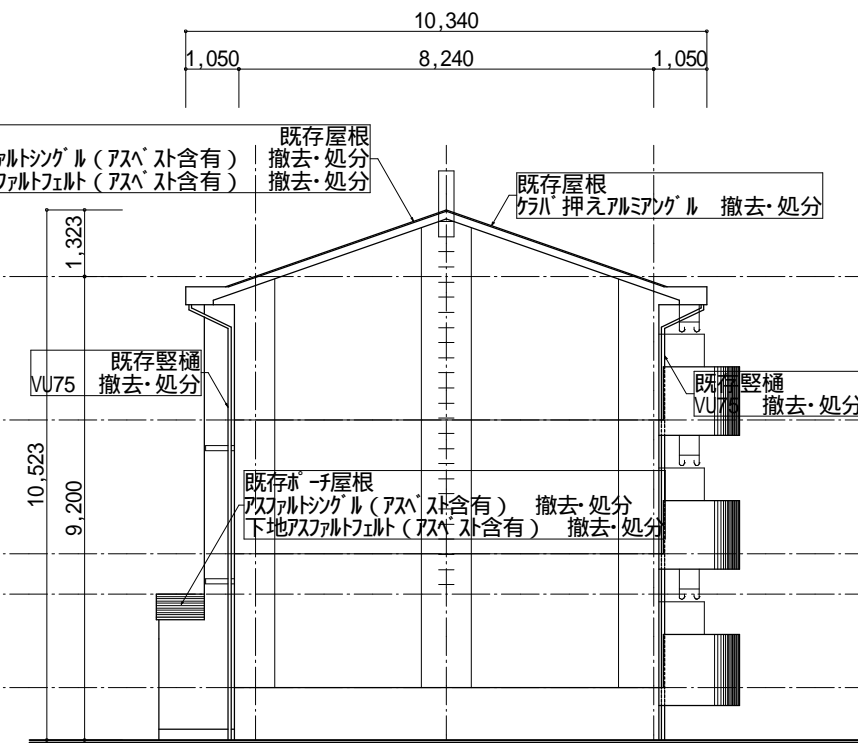 10,340
1,050
8,240
1,050
既存屋根
ァルトシングル（アスベスト含有） 撤去・処分
ファルトフェルト（アスベスト含有） 撤去・処分
既存屋根
ケラバ押えアルミアングル 撤去・処分
1,323
既存竪樋
VU75 撤去・処分
既存竪樋
VU75 撤去・処分
10,523
9,200
既存ポーチ屋根
アスファルトシングル（アスベスト含有） 撤去・処分
下地アスファルトフェルト（アスベスト含有） 撤去・処分